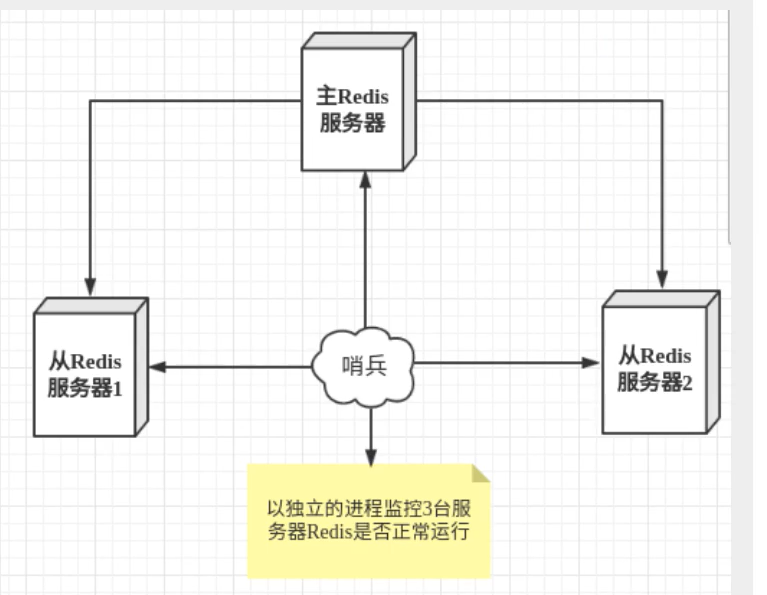 主Redis
服务器
从Redis
服务器1
哨兵
从Redis
服务器2
以独立的进程监控3台服
务器Redis是否正常运行